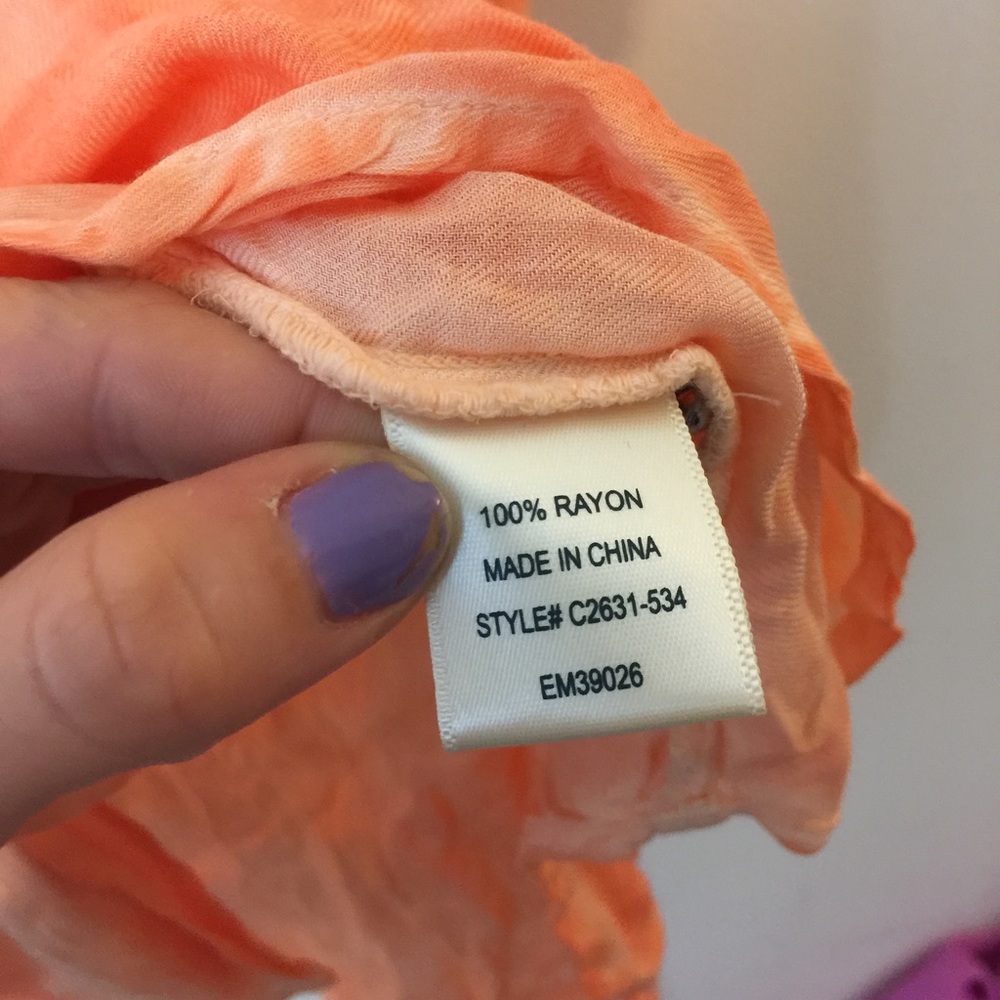 100% RAYON
MADE IN CHINA
STYLE# C2631-534
EM39026